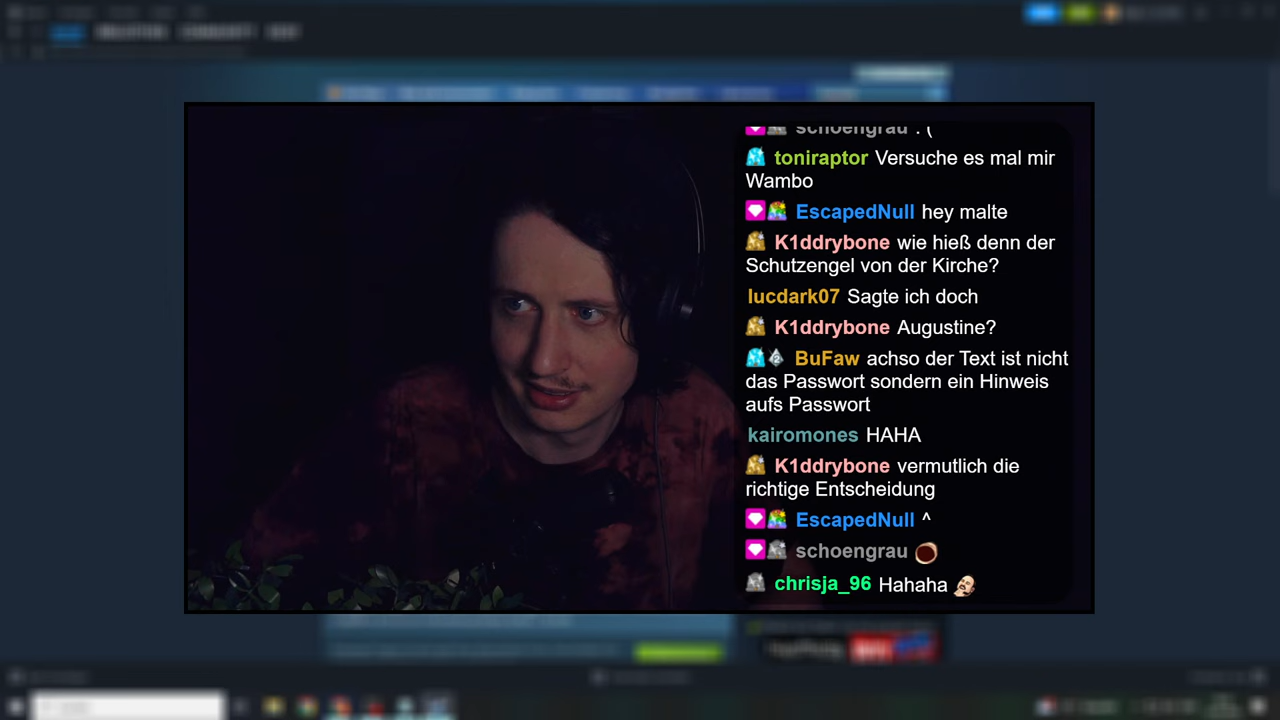 schoengrau : (
toniraptor Versuche es mal mir
Wambo
EscapedNull hey malte
K1ddrybone wie hieß denn der
Schutzengel von der Kirche?
lucdark07 Sagte ich doch
K1ddrybone Augustine?
BuFaw achso der Text ist nicht
das Passwort sondern ein Hinweis
aufs Passwort
kairomones HAHA
K1ddrybone vermutlich die
richtige Entscheidung
EscapedNull ^
schoengrau
chrisja_96 Hahaha